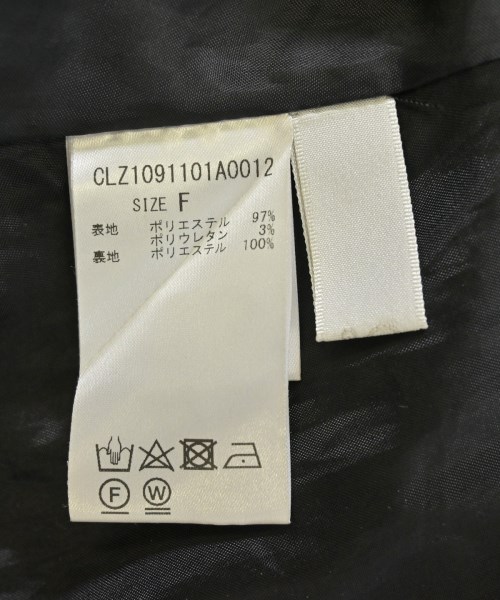 CLZ1091101A0012
SIZE F
表地 ポリエステル 97%
ポリウレタン 3%
裏地 ポリエステル 100%
F W